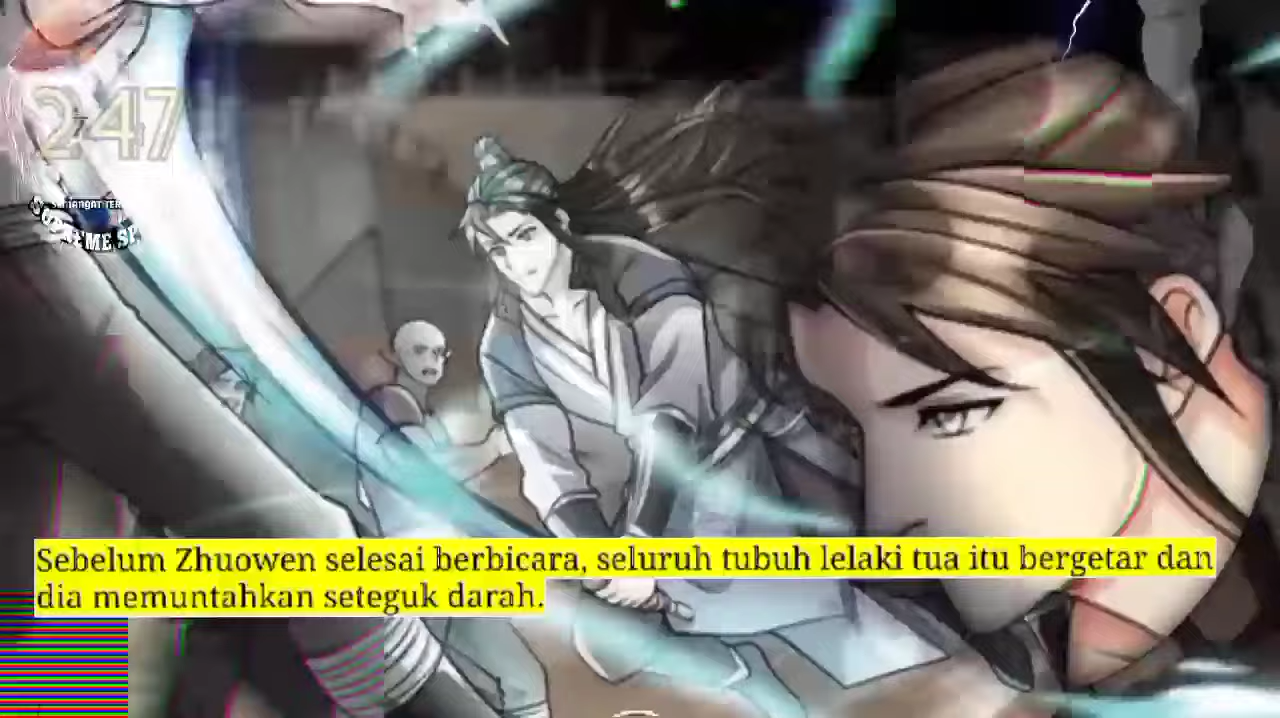 247
Sebelum Zhuowen selesai berbicara, seluruh tubuh lelaki tua itu bergetar dan
dia memuntahkan seteguk darah.